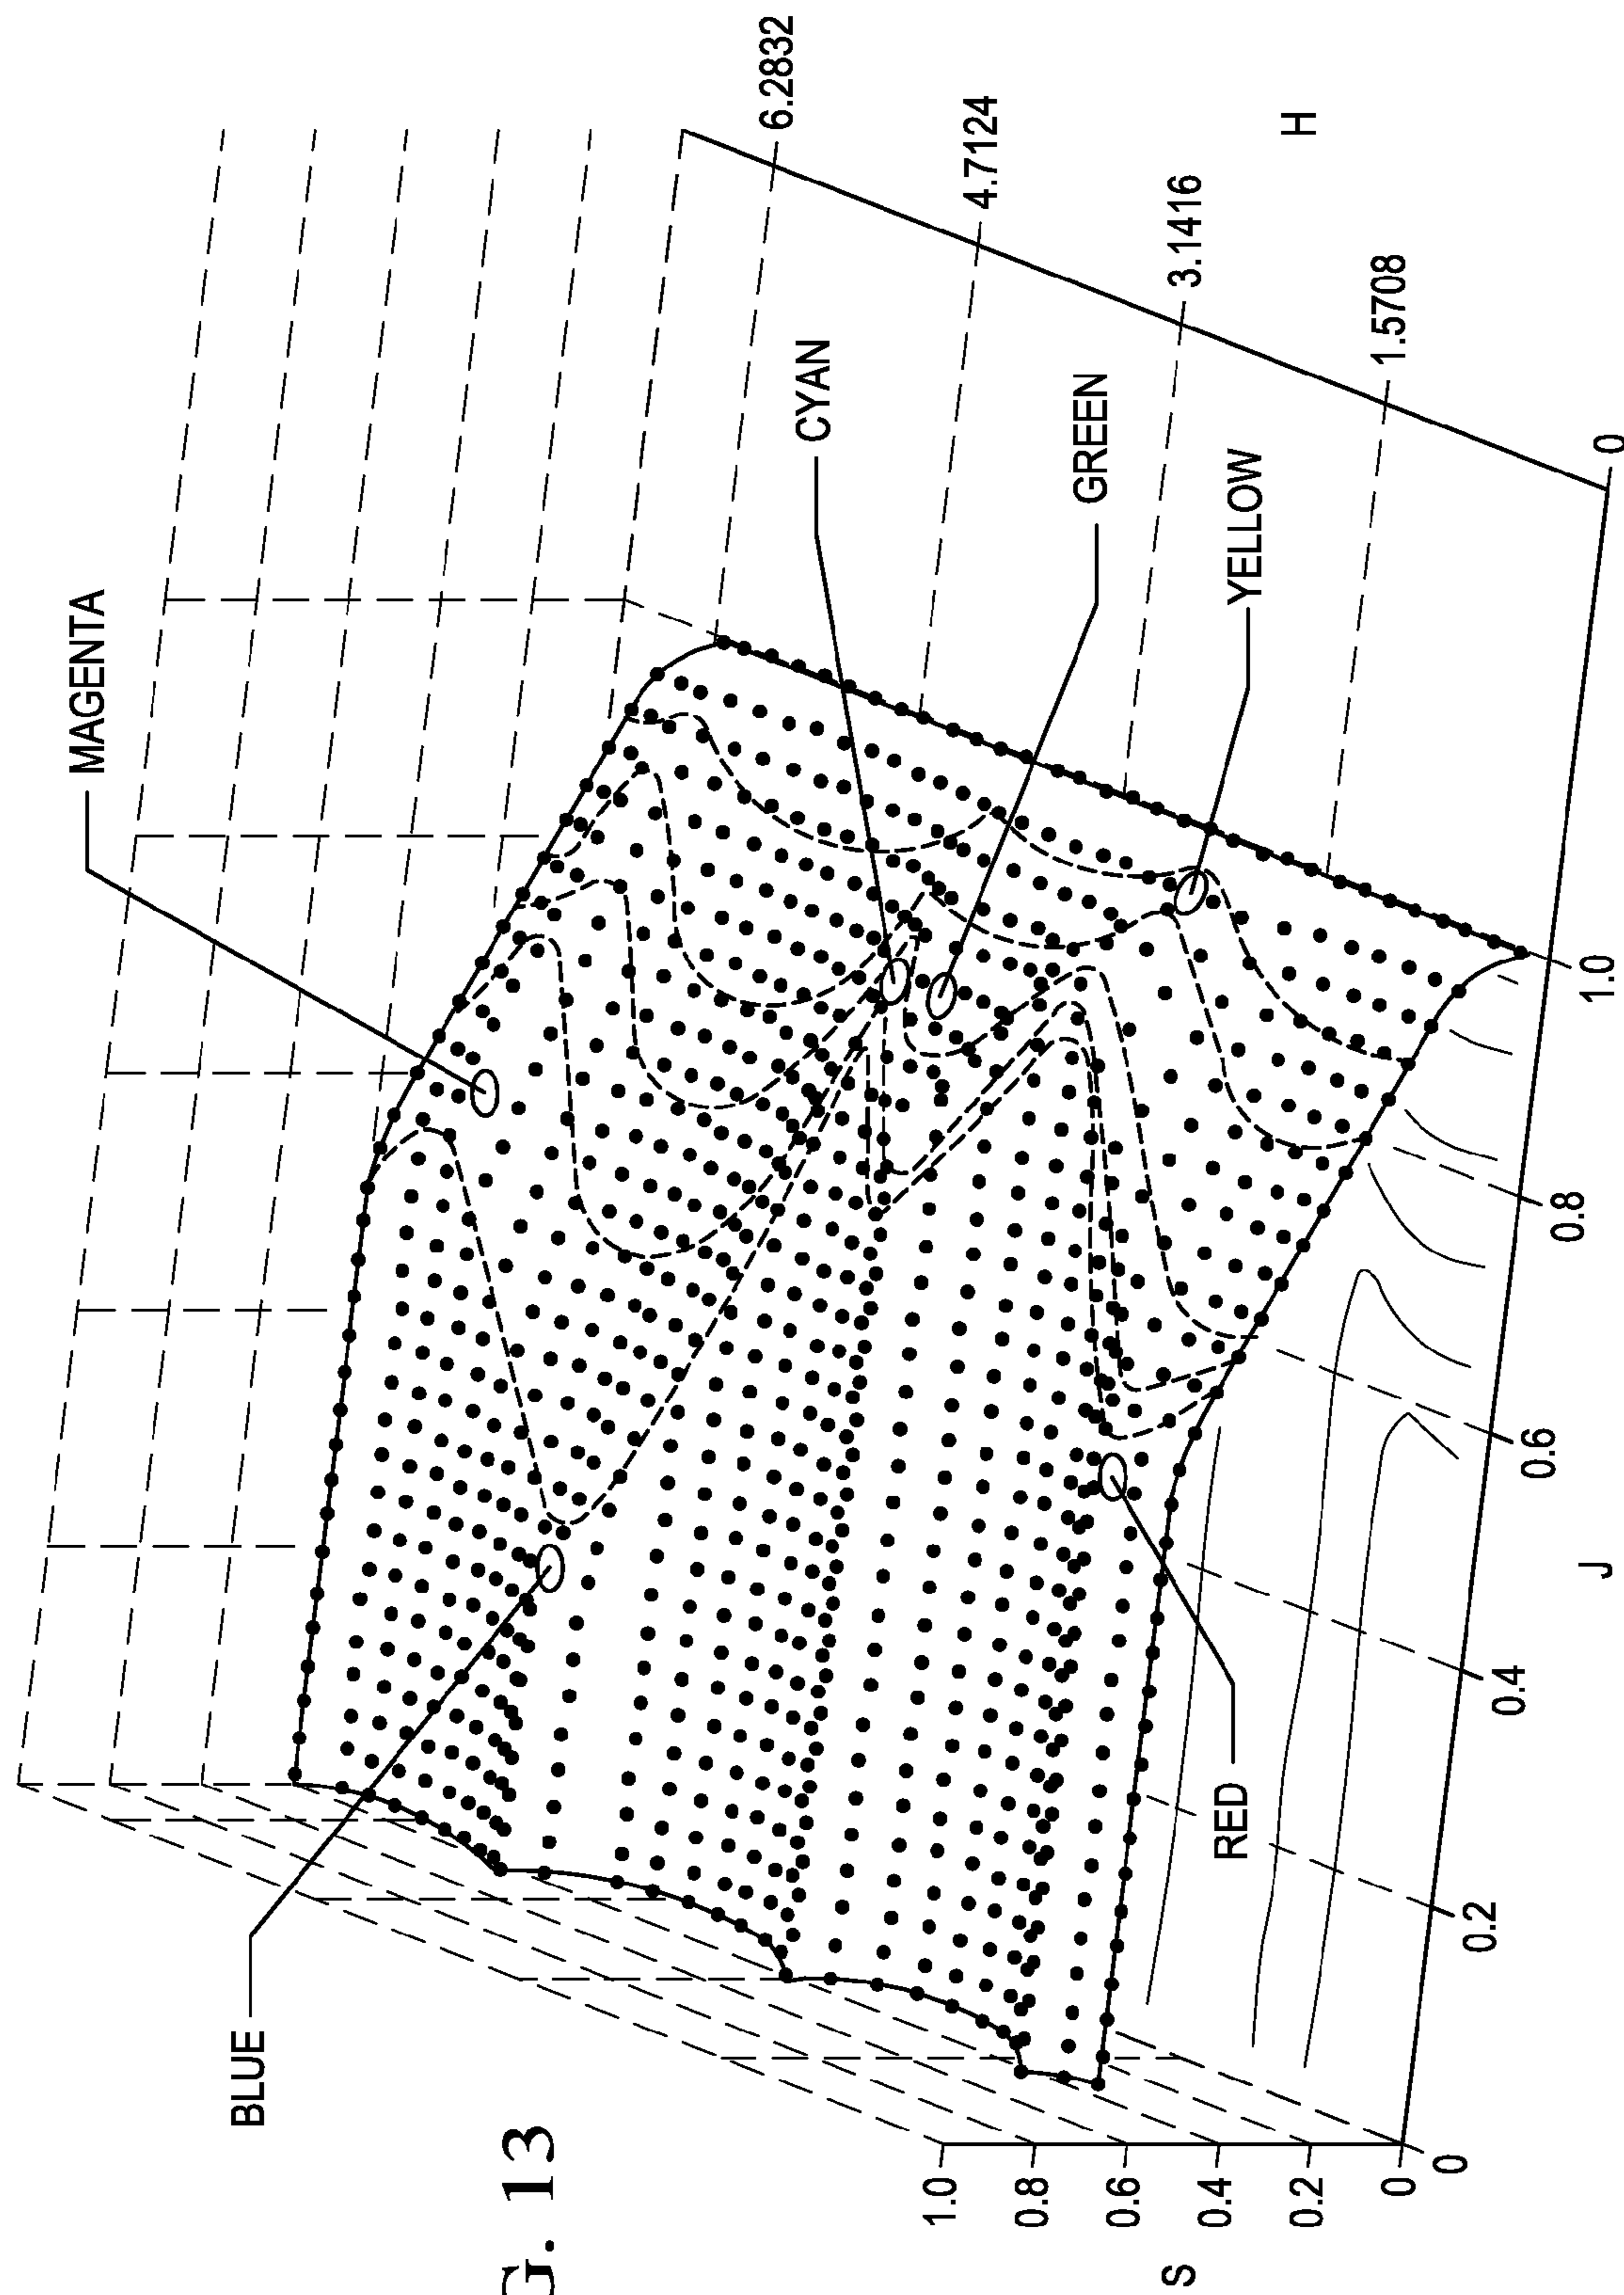 G. 13
BLUE
MAGENTA
CYAN
GREEN
YELLOW
RED
S
1.0
0.8
0.6
0.4
0.2
0
J
0
0.2
0.4
0.6
0.8
1.0
H
0
1.5708
3.1416
4.7124
6.2832